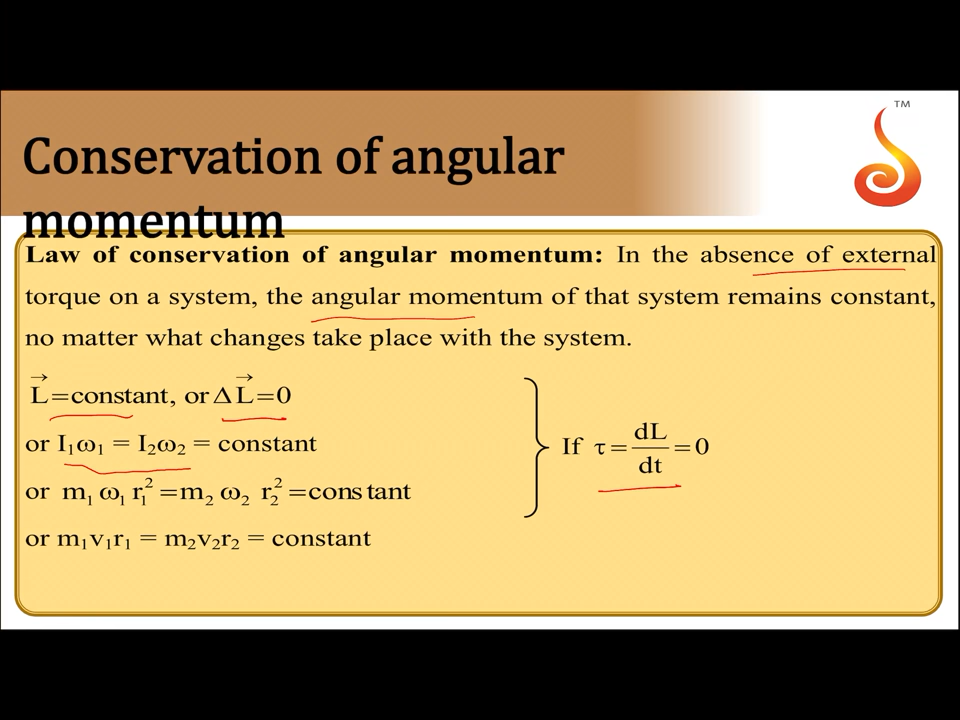 TM
Conservation of angular
momentum
Law of conservation of angular momentum: In the absence of external
torque on a system, the angular momentum of that system remains constant,
no matter what changes take place with the system.
L⃗=constant, or Δ L⃗=0
or I₁ω₁ = I₂ω₂ = constant
If τ = dL/dt = 0
or m₁ ω₁ r₁² = m₂ ω₂ r₂² = cons tant
or m₁v₁r₁ = m₂v₂r₂ = constant